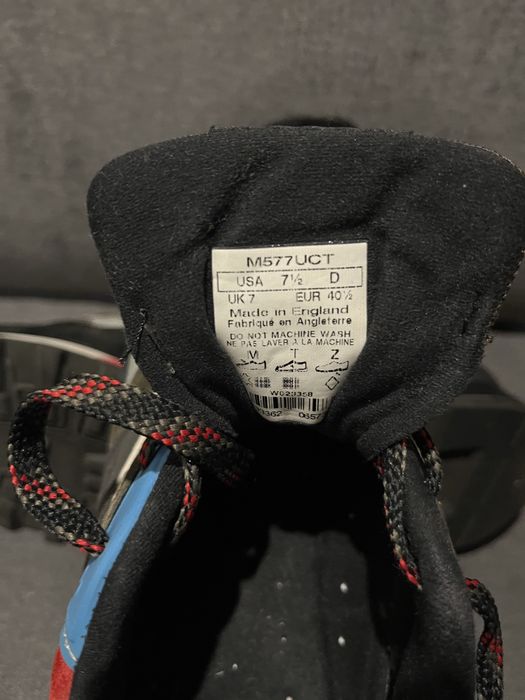 M577UCT
USA 7½ D
UK 7 EUR 40½
Made in England
Fabriqué en Angleterre
DO NOT MACHINE WASH
NE PAS LAVER A LA MACHINE
M T Z